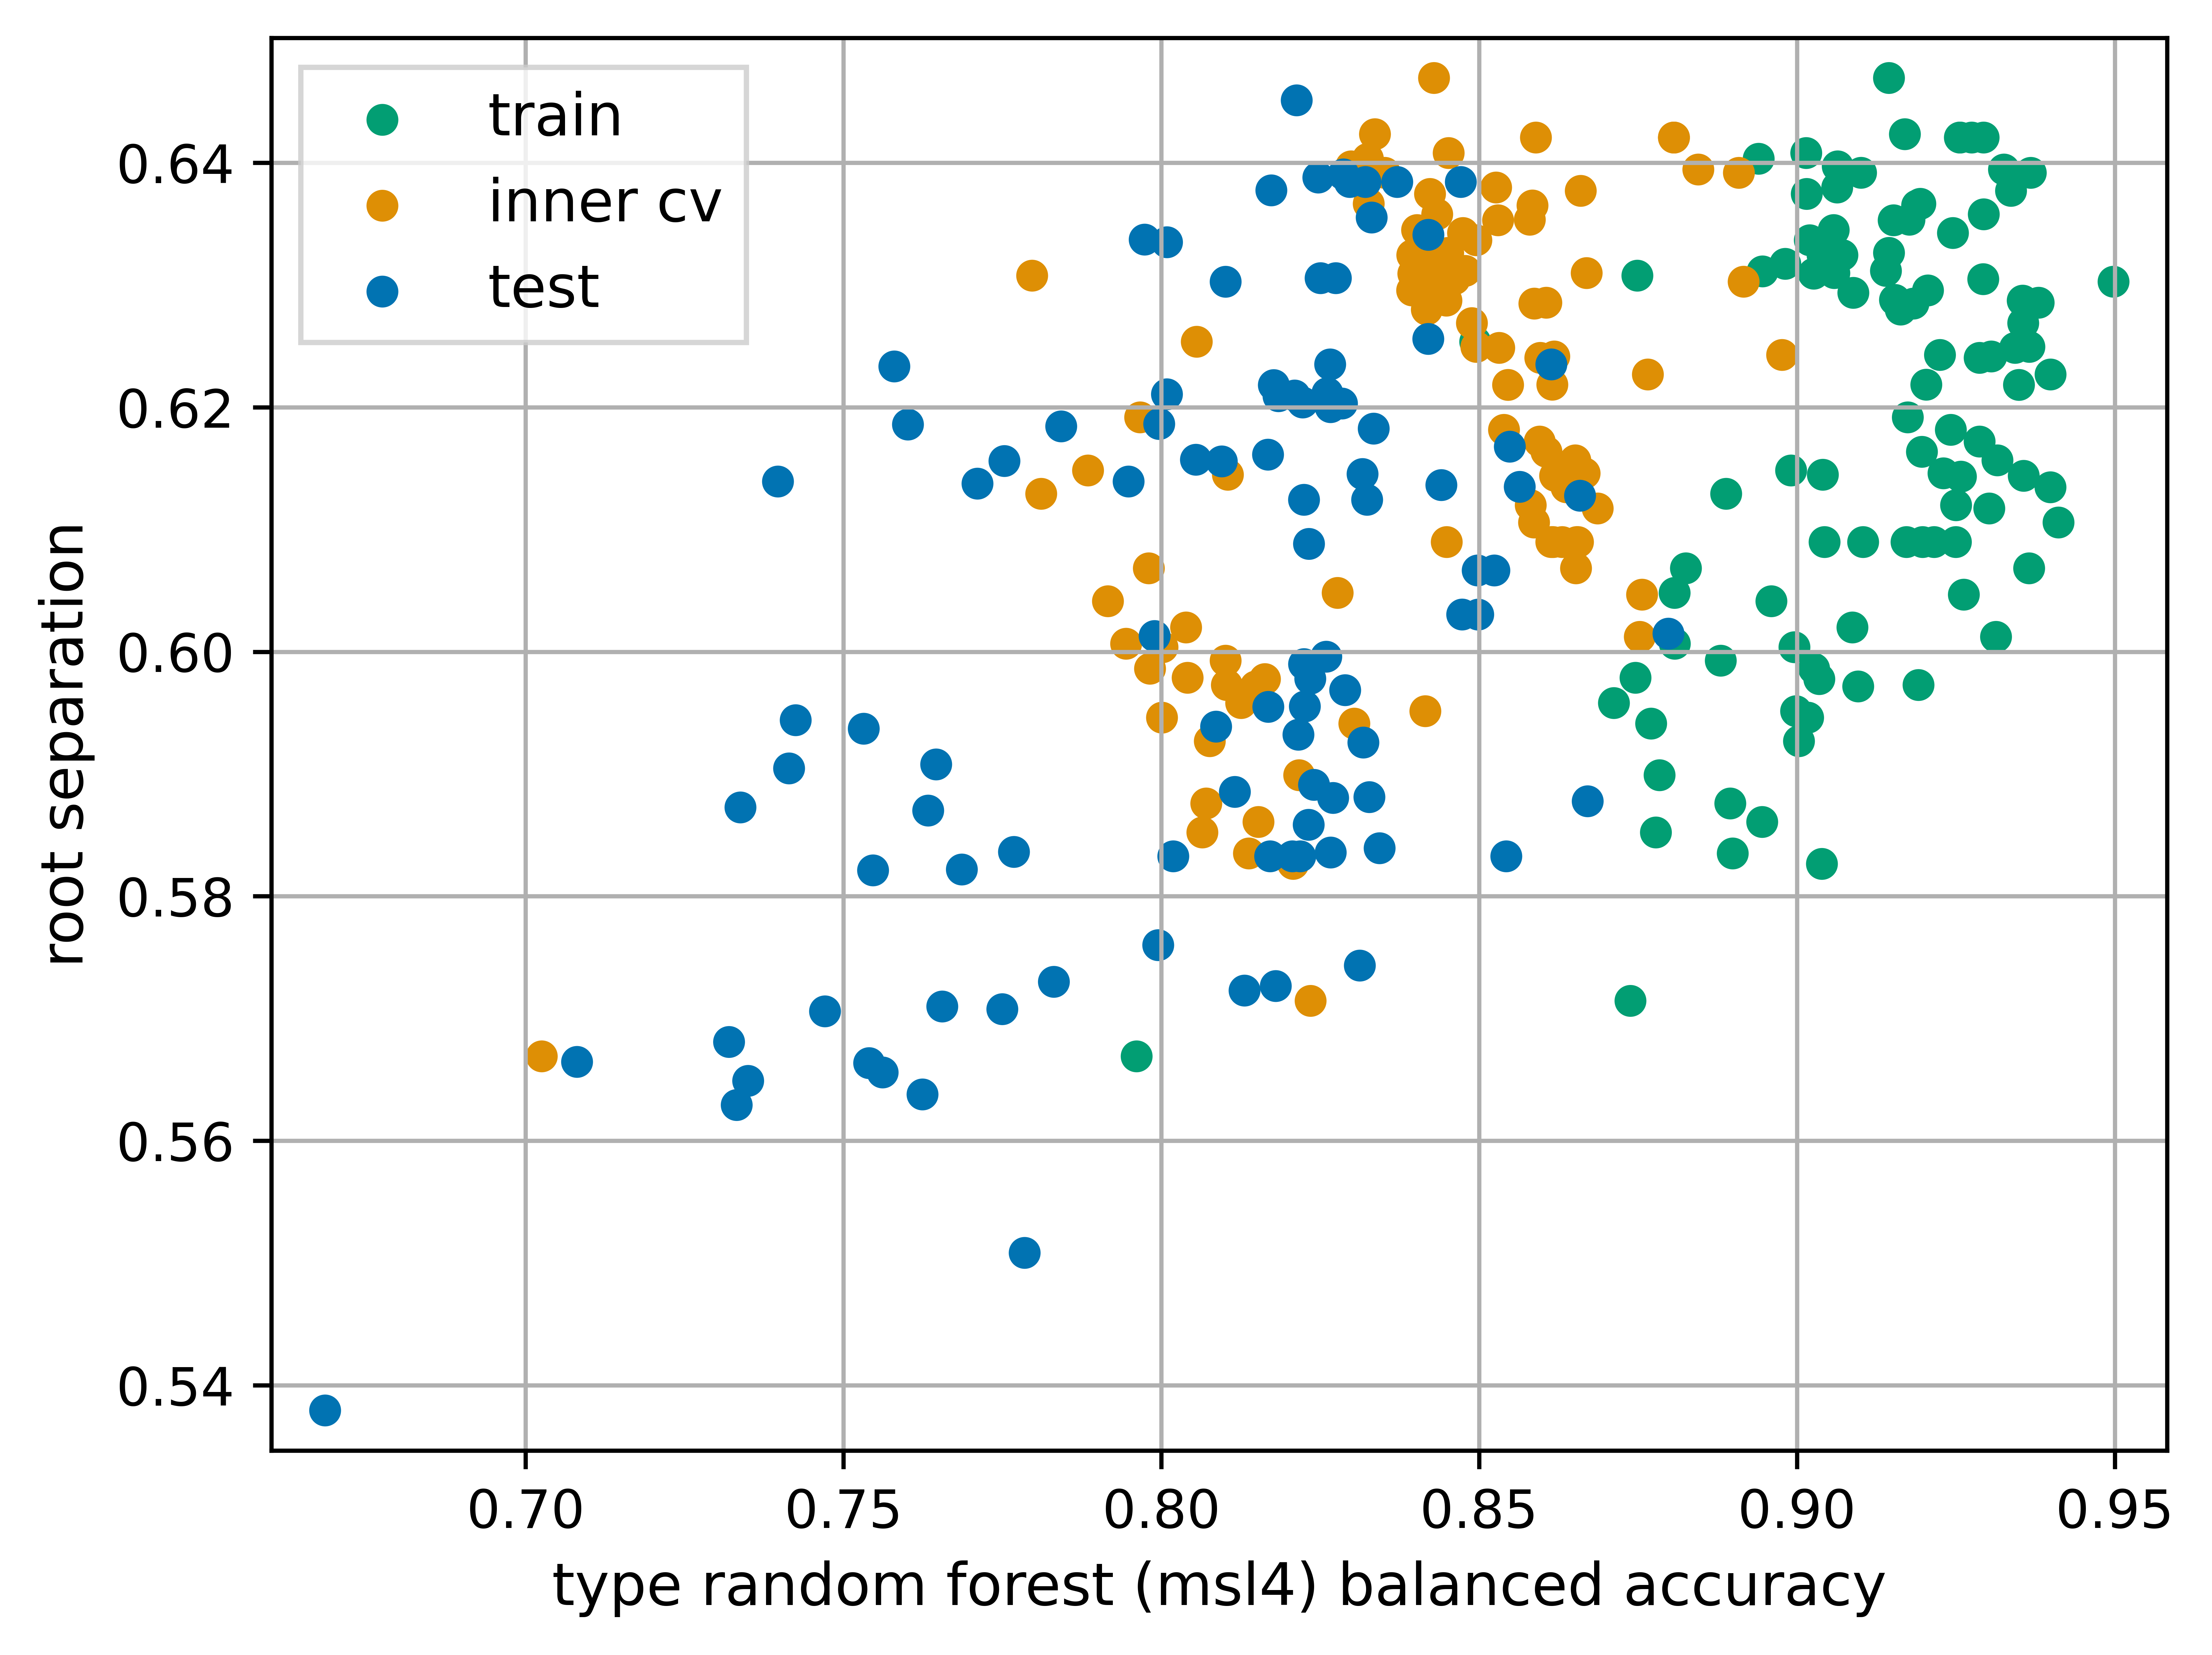 train
inner cv
test
0.64
0.62
0.60
0.58
0.56
0.54
root separation
0.70 0.75 0.80 0.85 0.90 0.95
type random forest (msl4) balanced accuracy